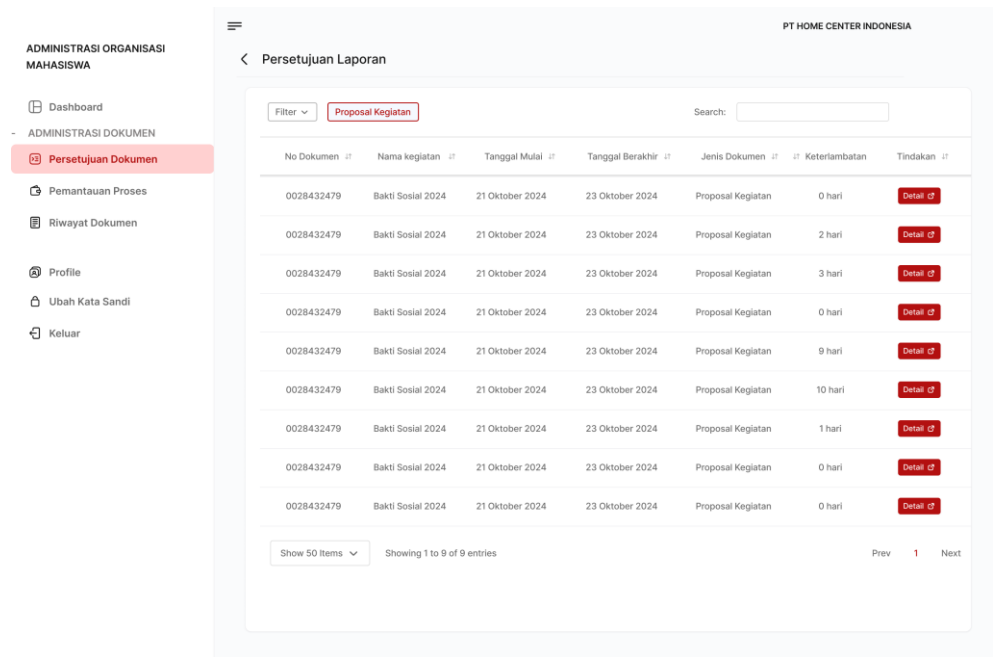 PT HOME CENTER INDONESIA
ADMINISTRASI ORGANISASI
MAHASISWA
Persetujuan Laporan
Dashboard
- ADMINISTRASI DOKUMEN
Persetujuan Dokumen
Pemantauan Proses
Riwayat Dokumen
Profile
Ubah Kata Sandi
Keluar
Filter Proposal Kegiatan Search:
No Dokumen Nama kegiatan Tanggal Mulai Tanggal Berakhir Jenis Dokumen Keterlambatan Tindakan
0028432479 Bakti Sosial 2024 21 Oktober 2024 23 Oktober 2024 Proposal Kegiatan 0 hari Detail
0028432479 Bakti Sosial 2024 21 Oktober 2024 23 Oktober 2024 Proposal Kegiatan 2 hari Detail
0028432479 Bakti Sosial 2024 21 Oktober 2024 23 Oktober 2024 Proposal Kegiatan 3 hari Detail
0028432479 Bakti Sosial 2024 21 Oktober 2024 23 Oktober 2024 Proposal Kegiatan 0 hari Detail
0028432479 Bakti Sosial 2024 21 Oktober 2024 23 Oktober 2024 Proposal Kegiatan 9 hari Detail
0028432479 Bakti Sosial 2024 21 Oktober 2024 23 Oktober 2024 Proposal Kegiatan 10 hari Detail
0028432479 Bakti Sosial 2024 21 Oktober 2024 23 Oktober 2024 Proposal Kegiatan 1 hari Detail
0028432479 Bakti Sosial 2024 21 Oktober 2024 23 Oktober 2024 Proposal Kegiatan 0 hari Detail
0028432479 Bakti Sosial 2024 21 Oktober 2024 23 Oktober 2024 Proposal Kegiatan 0 hari Detail
Show 50 Items Showing 1 to 9 of 9 entries Prev 1 Next